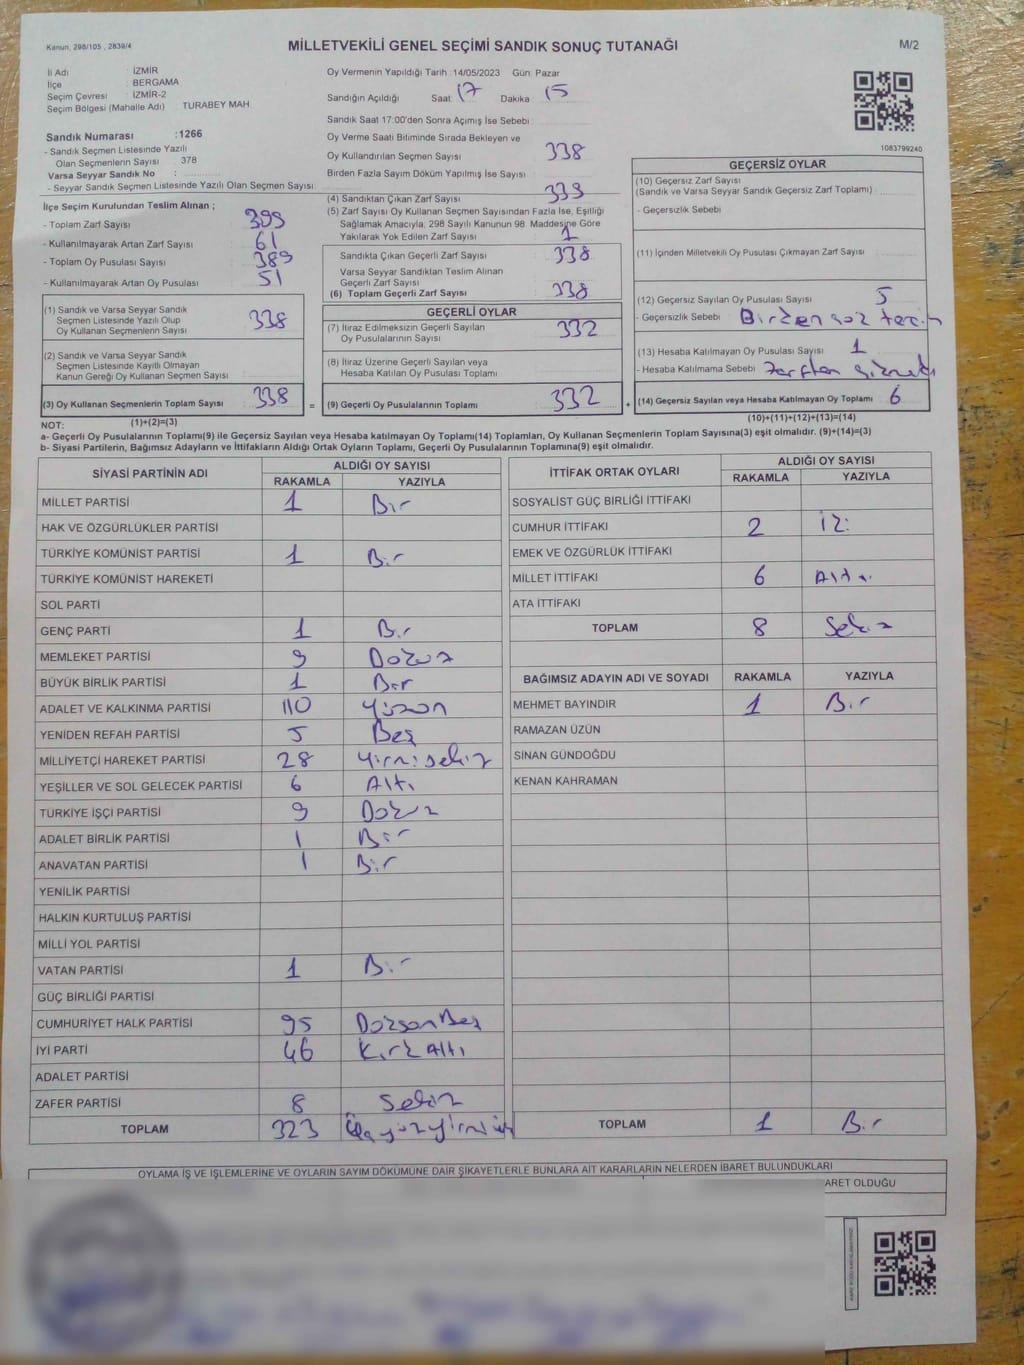 Kanun, 298/105 , 2839/4
MİLLETVEKİLİ GENEL SEÇİMİ SANDIK SONUÇ TUTANAĞI
M/2
İl Adı : İZMİR
İlçe : BERGAMA
Seçim Çevresi : İZMİR-2
Seçim Bölgesi (Mahalle Adı) TURABEY MAH.
Sandık Numarası :1266
- Sandık Seçmen Listesinde Yazılı
Olan Seçmenlerin Sayısı : 378
Varsa Seyyar Sandık No :
- Seyyar Sandık Seçmen Listesinde Yazılı Olan Seçmen Sayısı :
Oy Vermenin Yapıldığı Tarih :14/05/2023 Gün: Pazar
Sandığın Açıldığı Saat : 17 Dakika : 15
Sandık Saat 17:00'den Sonra Açımış İse Sebebi :
Oy Verme Saati Bitiminde Sırada Bekleyen ve
Oy Kullandırılan Seçmen Sayısı : 338
Birden Fazla Sayım Döküm Yapılmış İse Sayısı :
1083799240
İlçe Seçim Kurulundan Teslim Alınan ;
- Toplam Zarf Sayısı : 399
- Kullanılmayarak Artan Zarf Sayısı : 61
- Toplam Oy Pusulası Sayısı : 389
- Kullanılmayarak Artan Oy Pusulası : 51
(4) Sandıktan Çıkan Zarf Sayısı : 339
(5) Zarf Sayısı Oy Kullanan Seçmen Sayısından Fazla İse, Eşitliği
Sağlamak Amacıyla, 298 Sayılı Kanunun 98. Maddesine Göre
Yakılarak Yok Edilen Zarf Sayısı : 1
Sandıkta Çıkan Geçerli Zarf Sayısı : 338
Varsa Seyyar Sandıktan Teslim Alınan
Geçerli Zarf Sayısı :
(6) Toplam Geçerli Zarf Sayısı : 338
GEÇERSİZ OYLAR
(10) Geçersiz Zarf Sayısı
(Sandık ve Varsa Seyyar Sandık Geçersiz Zarf Toplamı) :
- Geçersizlik Sebebi :
(11) İçinden Milletvekili Oy Pusulası Çıkmayan Zarf Sayısı :
(12) Geçersiz Sayılan Oy Pusulası Sayısı : 5
- Geçersizlik Sebebi :
(13) Hesaba Katılmayan Oy Pusulası Sayısı : 1
- Hesaba Katılmama Sebebi : zarftan
(14) Geçersiz Sayılan veya Hesaba Katılmayan Oy Toplamı : 6
(10)+(11)+(12)+(13)=(14)
(1) Sandık ve Varsa Seyyar Sandık
Seçmen Listesinde Yazılı Olup
Oy Kullanan Seçmenlerin Sayısı : 338
(2) Sandık ve Varsa Seyyar Sandık
Seçmen Listesinde Kayıtlı Olmayan
Kanun Gereği Oy Kullanan Seçmen Sayısı :
(3) Oy Kullanan Seçmenlerin Toplam Sayısı : 338 =
(1)+(2)=(3)
GEÇERLİ OYLAR
(7) İtiraz Edilmeksizin Geçerli Sayılan
Oy Pusulalarının Sayısı : 332
(8) İtiraz Üzerine Geçerli Sayılan veya
Hesaba Katılan Oy Pusulası Toplamı :
(9) Geçerli Oy Pusulalarının Toplamı : 332 +
NOT:
a- Geçerli Oy Pusulalarının Toplamı(9) ile Geçersiz Sayılan veya Hesaba katılmayan Oy Toplamı(14) Toplamları, Oy Kullanan Seçmenlerin Toplam Sayısına(3) eşit olmalıdır. (9)+(14)=(3)
b- Siyasi Partilerin, Bağımsız Adayların ve İttifakların Aldığı Ortak Oyların Toplamı, Geçerli Oy Pusulalarının Toplamına(9) eşit olmalıdır.
SİYASİ PARTİNİN ADI ALDIĞI OY SAYISI
RAKAMLA YAZIYLA
MİLLET PARTİSİ 1 Bir
HAK VE ÖZGÜRLÜKLER PARTİSİ
TÜRKİYE KOMÜNİST PARTİSİ 1 Bir
TÜRKİYE KOMÜNİST HAREKETİ
SOL PARTİ
GENÇ PARTİ 1 Bir
MEMLEKET PARTİSİ 9 Dokuz
BÜYÜK BİRLİK PARTİSİ 1 Bir
ADALET VE KALKINMA PARTİSİ 110 Yüzon
YENİDEN REFAH PARTİSİ 5 Beş
MİLLİYETÇİ HAREKET PARTİSİ 28 Yirmisekiz
YEŞİLLER VE SOL GELECEK PARTİSİ 6 Altı
TÜRKİYE İŞÇİ PARTİSİ 9 Dokuz
ADALET BİRLİK PARTİSİ 1 Bir
ANAVATAN PARTİSİ 1 Bir
YENİLİK PARTİSİ
HALKIN KURTULUŞ PARTİSİ
MİLLİ YOL PARTİSİ
VATAN PARTİSİ 1 Bir
GÜÇ BİRLİĞİ PARTİSİ
CUMHURİYET HALK PARTİSİ 95 DoksanBeş
İYİ PARTİ 46 Kırk Altı
ADALET PARTİSİ
ZAFER PARTİSİ 8 Sekiz
TOPLAM 323 Üçyüzyirmiüç
İTTİFAK ORTAK OYLARI ALDIĞI OY SAYISI
RAKAMLA YAZIYLA
SOSYALİST GÜÇ BİRLİĞİ İTTİFAKI
CUMHUR İTTİFAKI 2 İki
EMEK VE ÖZGÜRLÜK İTTİFAKI
MİLLET İTTİFAKI 6 Altı
ATA İTTİFAKI
TOPLAM 8 Sekiz
BAĞIMSIZ ADAYIN ADI VE SOYADI RAKAMLA YAZIYLA
MEHMET BAYINDIR 1 Bir
RAMAZAN ÜZÜN
SİNAN GÜNDOĞDU
KENAN KAHRAMAN
TOPLAM 1 Bir
OYLAMA İŞ VE İŞLEMLERİNE VE OYLARIN SAYIM DÖKÜMÜNE DAİR ŞİKAYETLERLE BUNLARA AİT KARARLARIN NELERDEN İBARET BULUNDUKLARI
BARET OLDUĞU